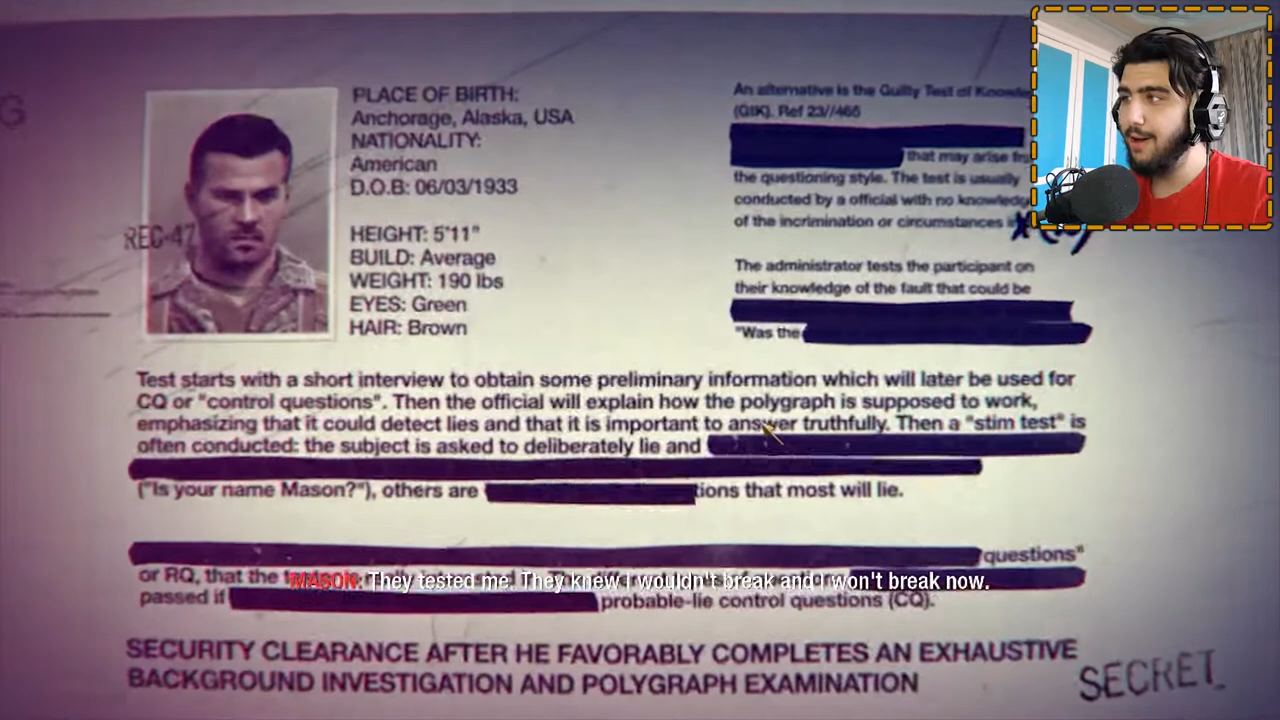 PLACE OF BIRTH:
Anchorage, Alaska, USA
NATIONALITY:
American
D.O.B: 06/03/1933
HEIGHT: 5'11"
BUILD: Average
WEIGHT: 190 lbs
EYES: Green
HAIR: Brown
REC-47
An alternative is the Guilty Test of
(GIK). Ref 23//465
that may arise
the questioning style. The test is usually
conducted by a official with no
of the incrimination or circumstances
The administrator tests the participant on
their knowledge of the fault that could be
"Was the
Test starts with a short interview to obtain some preliminary information which will later be used for
CQ or "control questions". Then the official will explain how the polygraph is supposed to work,
emphasizing that it could detect lies and that it is important to answer truthfully. Then a "stim test" is
often conducted: the subject is asked to deliberately lie and
("Is your name Mason?"), others are tions that most will lie.
questions"
or RQ, that the
MASON: They tested me. They knew I wouldn't break and I won't break now.
passed if probable-lie control questions (CQ).
SECURITY CLEARANCE AFTER HE FAVORABLY COMPLETES AN EXHAUSTIVE
BACKGROUND INVESTIGATION AND POLYGRAPH EXAMINATION
SECRET